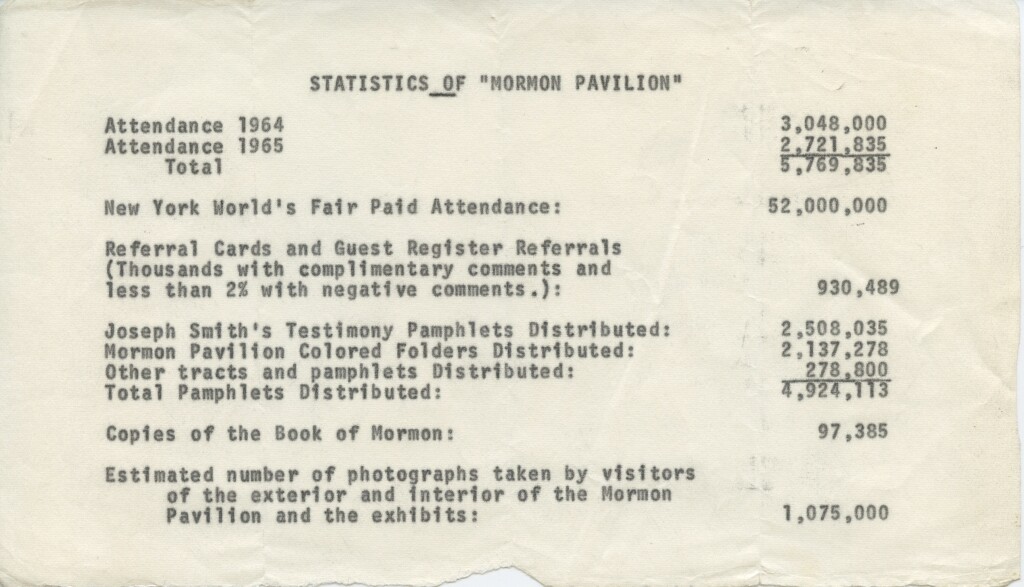 STATISTICS OF "MORMON PAVILION"
Attendance 1964 3,048,000
Attendance 1965 2,721,835
Total 5,769,835
New York World's Fair Paid Attendance: 52,000,000
Referral Cards and Guest Register Referrals
(Thousands with complimentary comments and
less than 2% with negative comments.): 930,489
Joseph Smith's Testimony Pamphlets Distributed: 2,508,035
Mormon Pavilion Colored Folders Distributed: 2,137,278
Other tracts and pamphlets Distributed: 278,800
Total Pamphlets Distributed: 4,924,113
Copies of the Book of Mormon: 97,385
Estimated number of photographs taken by visitors
of the exterior and interior of the Mormon
Pavilion and the exhibits: 1,075,000